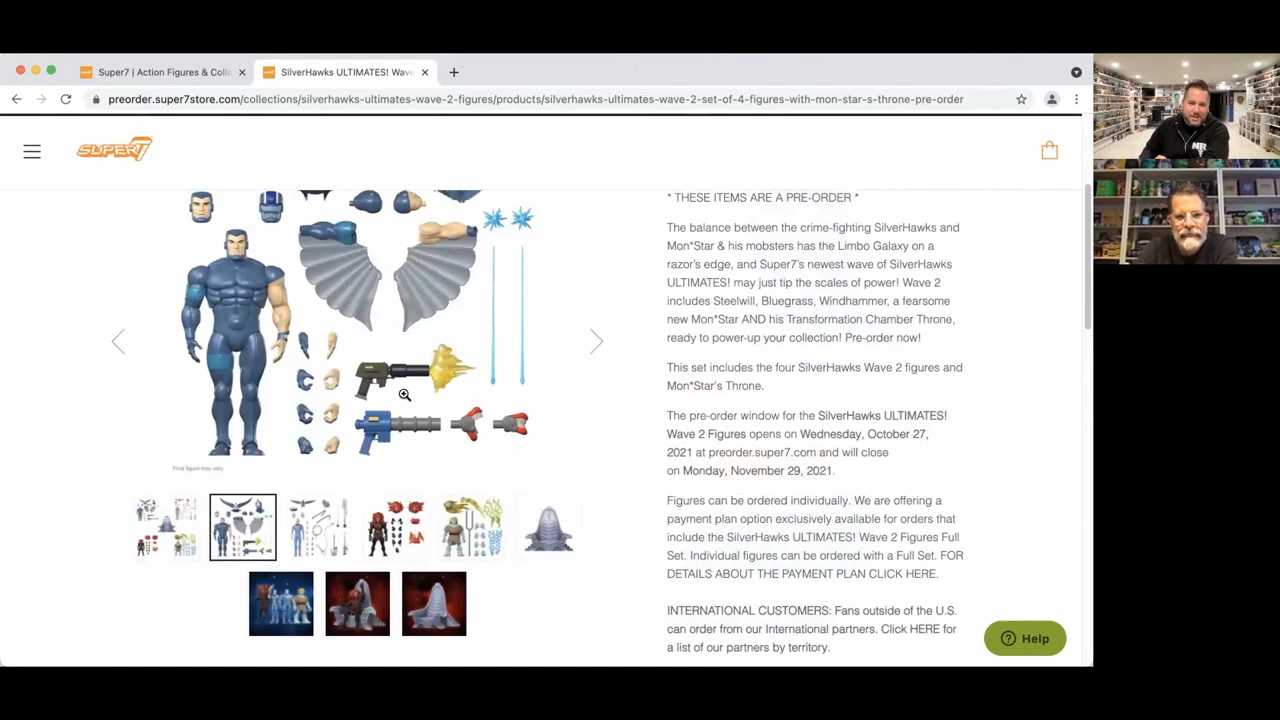 Super7 | Action Figures & Colle
SilverHawks ULTIMATES! Wave
preorder.super7store.com/collections/silverhawks-ultimates-wave-2-figures/products/silverhawks-ultimates-wave-2-set-of-4-figures-with-mon-star-s-throne-pre-order
SUPER7
* THESE ITEMS ARE A PRE-ORDER *
The balance between the crime-fighting SilverHawks and
Mon*Star & his mobsters has the Limbo Galaxy on a
razor's edge, and Super7's newest wave of SilverHawks
ULTIMATES! may just tip the scales of power! Wave 2
includes Steelwill, Bluegrass, Windhammer, a fearsome
new Mon*Star AND his Transformation Chamber Throne,
ready to power-up your collection! Pre-order now!
This set includes the four SilverHawks Wave 2 figures and
Mon*Star's Throne.
The pre-order window for the SilverHawks ULTIMATES!
Wave 2 Figures opens on Wednesday, October 27,
2021 at preorder.super7.com and will close
on Monday, November 29, 2021.
Figures can be ordered individually. We are offering a
payment plan option exclusively available for orders that
include the SilverHawks ULTIMATES! Wave 2 Figures Full
Set. Individual figures can be ordered with a Full Set. FOR
DETAILS ABOUT THE PAYMENT PLAN CLICK HERE.
INTERNATIONAL CUSTOMERS: Fans outside of the U.S.
can order from our International partners. Click HERE for
a list of our partners by territory.
Final figure may vary.
Help